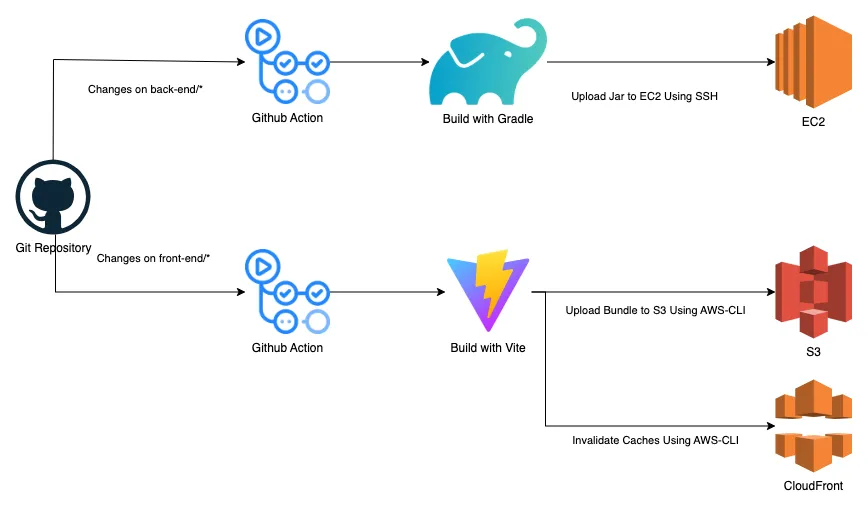 Changes on back-end/*
Github Action
Build with Gradle
Upload Jar to EC2 Using SSH
EC2
Git Repository
Changes on front-end/*
Github Action
Build with Vite
Upload Bundle to S3 Using AWS-CLI
S3
Invalidate Caches Using AWS-CLI
CloudFront